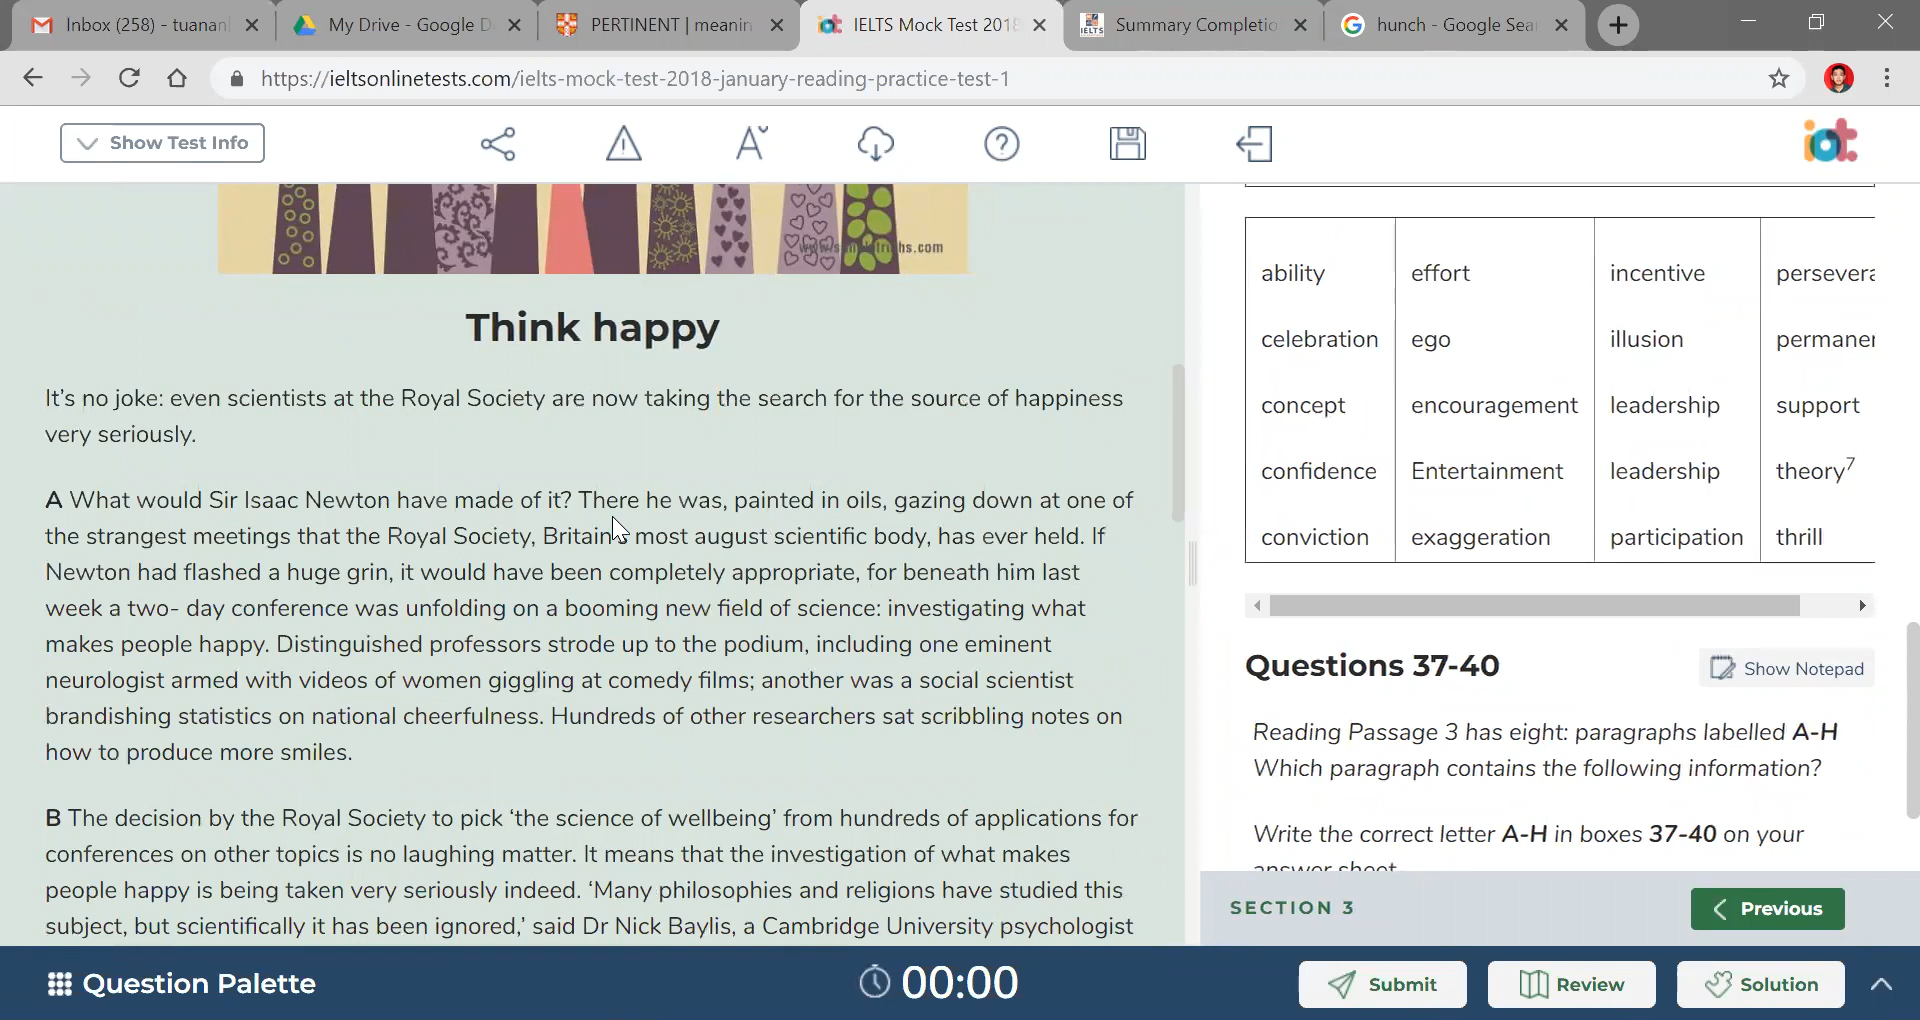 Inbox (258) - tuanan
My Drive - Google D
PERTINENT | meanin
IELTS Mock Test 201
Summary Completio
hunch - Google Sea
https://ieltsonlinetests.com/ielts-mock-test-2018-january-reading-practice-test-1
Show Test Info
iot
Think happy
It's no joke: even scientists at the Royal Society are now taking the search for the source of happiness
very seriously.
A What would Sir Isaac Newton have made of it? There he was, painted in oils, gazing down at one of
the strangest meetings that the Royal Society, Britain's most august scientific body, has ever held. If
Newton had flashed a huge grin, it would have been completely appropriate, for beneath him last
week a two- day conference was unfolding on a booming new field of science: investigating what
makes people happy. Distinguished professors strode up to the podium, including one eminent
neurologist armed with videos of women giggling at comedy films; another was a social scientist
brandishing statistics on national cheerfulness. Hundreds of other researchers sat scribbling notes on
how to produce more smiles.
B The decision by the Royal Society to pick ‘the science of wellbeing’ from hundreds of applications for
conferences on other topics is no laughing matter. It means that the investigation of what makes
people happy is being taken very seriously indeed. ‘Many philosophies and religions have studied this
subject, but scientifically it has been ignored,’ said Dr Nick Baylis, a Cambridge University psychologist
ability effort incentive persevera
celebration ego illusion permaner
concept encouragement leadership support
confidence Entertainment leadership theory7
conviction exaggeration participation thrill
Questions 37-40
Show Notepad
Reading Passage 3 has eight: paragraphs labelled A-H
Which paragraph contains the following information?
Write the correct letter A-H in boxes 37-40 on your
answer sheet
SECTION 3
Previous
Question Palette
00:00
Submit
Review
Solution